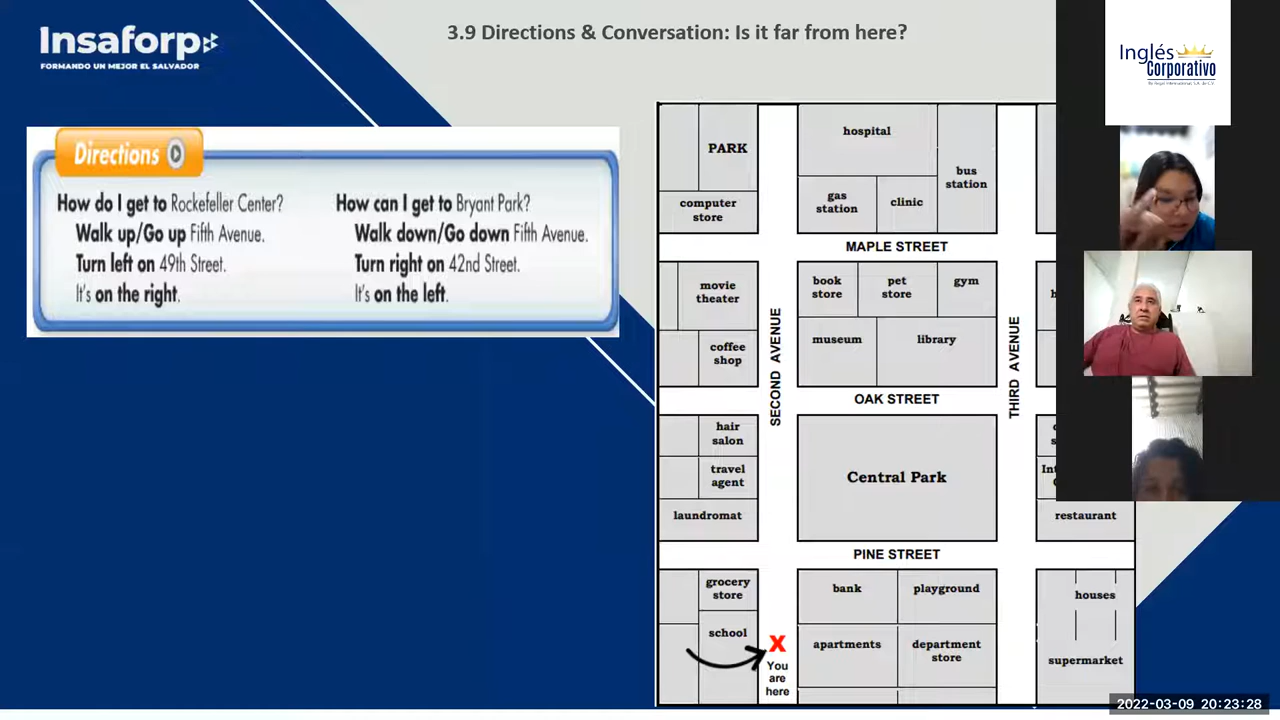 3.9 Directions & Conversation: Is it far from here?
Insaforp
FORMANDO UN MEJOR EL SALVADOR
Inglés
Corporativo
Directions
How do I get to Rockefeller Center?
Walk up/Go up Fifth Avenue.
Turn left on 49th Street.
It's on the right.
How can I get to Bryant Park?
Walk down/Go down Fifth Avenue.
Turn right on 42nd Street.
It's on the left.
PARK
computer
store
hospital
gas
station
clinic
bus
station
MAPLE STREET
movie
theater
coffee
shop
SECOND AVENUE
book
store
pet
store
gym
museum
library
THIRD AVENUE
OAK STREET
hair
salon
travel
agent
laundromat
Central Park
restaurant
PINE STREET
grocery
store
school
X
You
are
here
bank
playground
apartments
department
store
houses
supermarket
2022-03-09 20:23:28